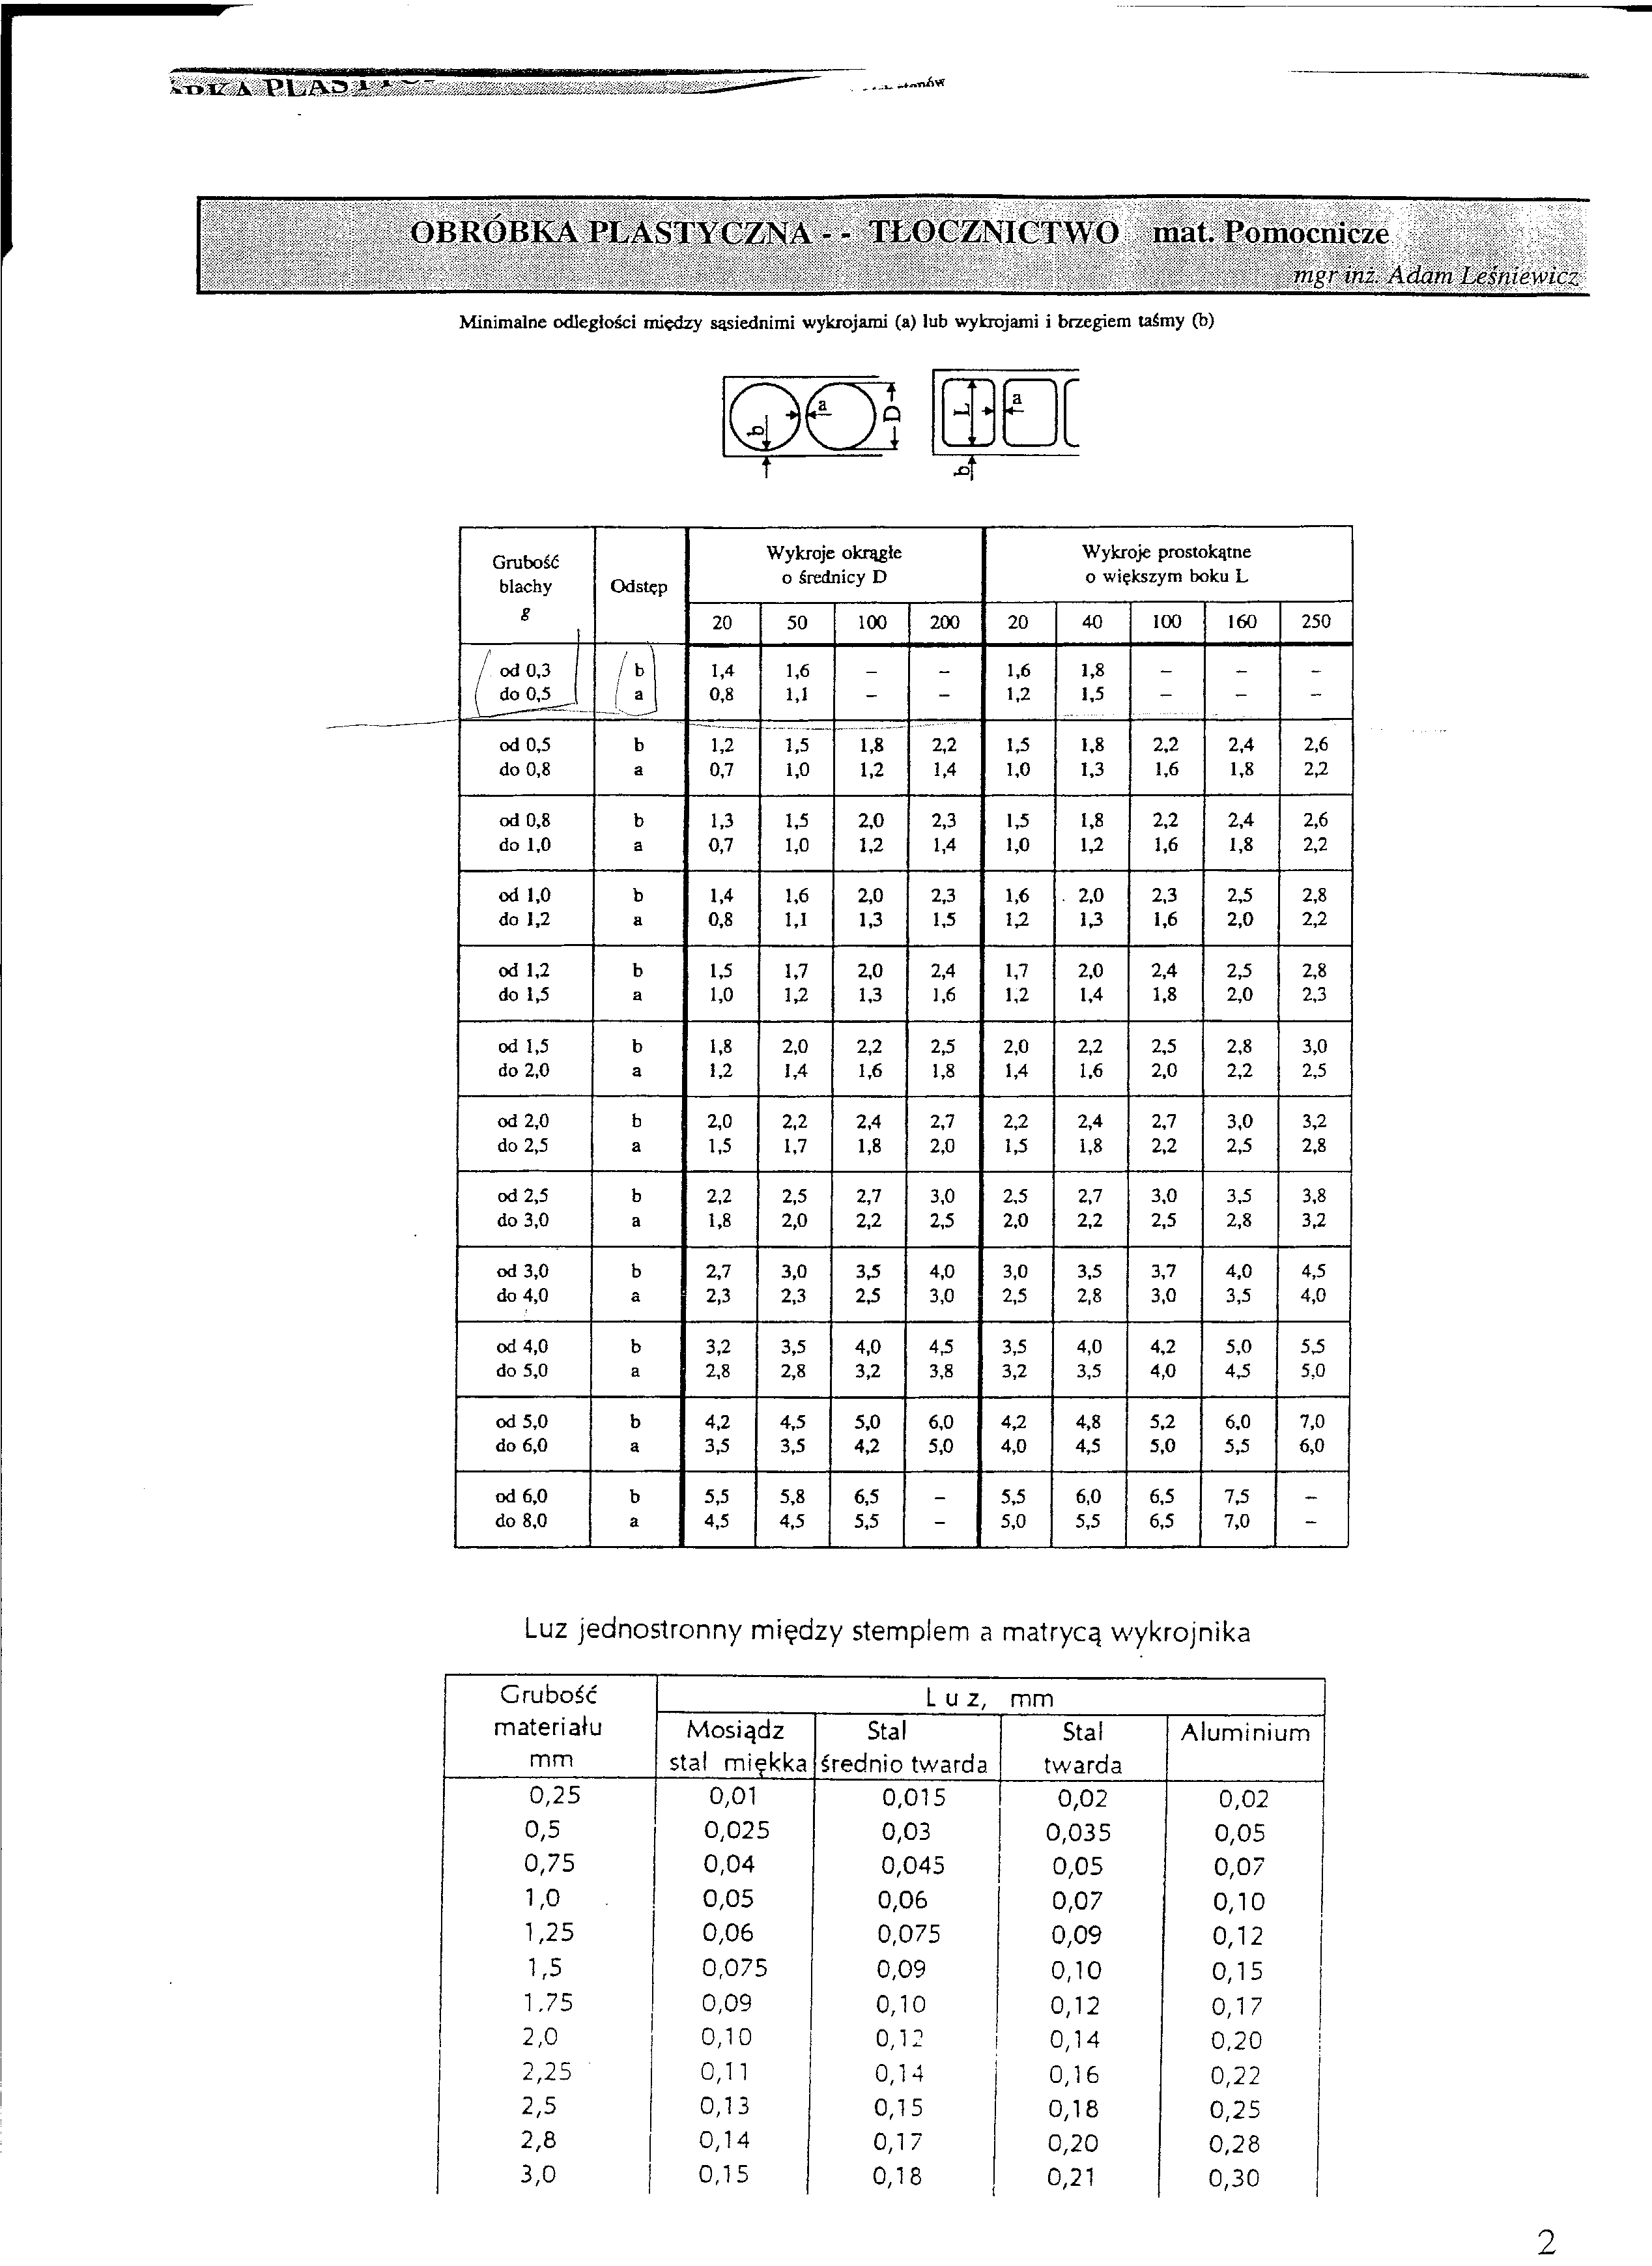 OBRÓBKA PLASTYCZNA - - TŁOCZNICTWO mat. Pomocnicze
mgr inż. Adam Leśniewicz
Minimalne odległości między sąsiednimi wykrojami (a) lub wykrojami i brzegiem taśmy (b)
b a D L a
b
Grubość blachy g Odstęp Wykroje okrągłe o średnicy D Wykroje prostokątne o większym boku L
20 50 100 200 20 40 100 160 250
od 0,3 b 1,4 1,6 – – 1,6 1,8 – – –
do 0,5 a 0,8 1,1 – – 1,2 1,5 – – –
od 0,5 b 1,2 1,5 1,8 2,2 1,5 1,8 2,2 2,4 2,6
do 0,8 a 0,7 1,0 1,2 1,4 1,0 1,3 1,6 1,8 2,2
od 0,8 b 1,3 1,5 2,0 2,3 1,5 1,8 2,2 2,4 2,6
do 1,0 a 0,7 1,0 1,2 1,4 1,0 1,2 1,6 1,8 2,2
od 1,0 b 1,4 1,6 2,0 2,3 1,6 2,0 2,3 2,5 2,8
do 1,2 a 0,8 1,1 1,3 1,5 1,2 1,3 1,6 2,0 2,2
od 1,2 b 1,5 1,7 2,0 2,4 1,7 2,0 2,4 2,5 2,8
do 1,5 a 1,0 1,2 1,3 1,6 1,2 1,4 1,8 2,0 2,3
od 1,5 b 1,8 2,0 2,2 2,5 2,0 2,2 2,5 2,8 3,0
do 2,0 a 1,2 1,4 1,6 1,8 1,4 1,6 2,0 2,2 2,5
od 2,0 b 2,0 2,2 2,4 2,7 2,2 2,4 2,7 3,0 3,2
do 2,5 a 1,5 1,7 1,8 2,0 1,5 1,8 2,2 2,5 2,8
od 2,5 b 2,2 2,5 2,7 3,0 2,5 2,7 3,0 3,5 3,8
do 3,0 a 1,8 2,0 2,2 2,5 2,0 2,2 2,5 2,8 3,2
od 3,0 b 2,7 3,0 3,5 4,0 3,0 3,5 3,7 4,0 4,5
do 4,0 a 2,3 2,3 2,5 3,0 2,5 2,8 3,0 3,5 4,0
od 4,0 b 3,2 3,5 4,0 4,5 3,5 4,0 4,2 5,0 5,5
do 5,0 a 2,8 2,8 3,2 3,8 3,2 3,5 4,0 4,5 5,0
od 5,0 b 4,2 4,5 5,0 6,0 4,2 4,8 5,2 6,0 7,0
do 6,0 a 3,5 3,5 4,2 5,0 4,0 4,5 5,0 5,5 6,0
od 6,0 b 5,5 5,8 6,5 – 5,5 6,0 6,5 7,5 –
do 8,0 a 4,5 4,5 5,5 – 5,0 5,5 6,5 7,0 –
Luz jednostronny między stemplem a matrycą wykrojnika
Grubość L u z, mm
materiału Mosiądz Stal Stal Aluminium
mm stal miękka średnio twarda twarda
0,25 0,01 0,015 0,02 0,02
0,5 0,025 0,03 0,035 0,05
0,75 0,04 0,045 0,05 0,07
1,0 0,05 0,06 0,07 0,10
1,25 0,06 0,075 0,09 0,12
1,5 0,075 0,09 0,10 0,15
1.75 0,09 0,10 0,12 0,17
2,0 0,10 0,12 0,14 0,20
2,25 0,11 0,14 0,16 0,22
2,5 0,13 0,15 0,18 0,25
2,8 0,14 0,17 0,20 0,28
3,0 0,15 0,18 0,21 0,30
2